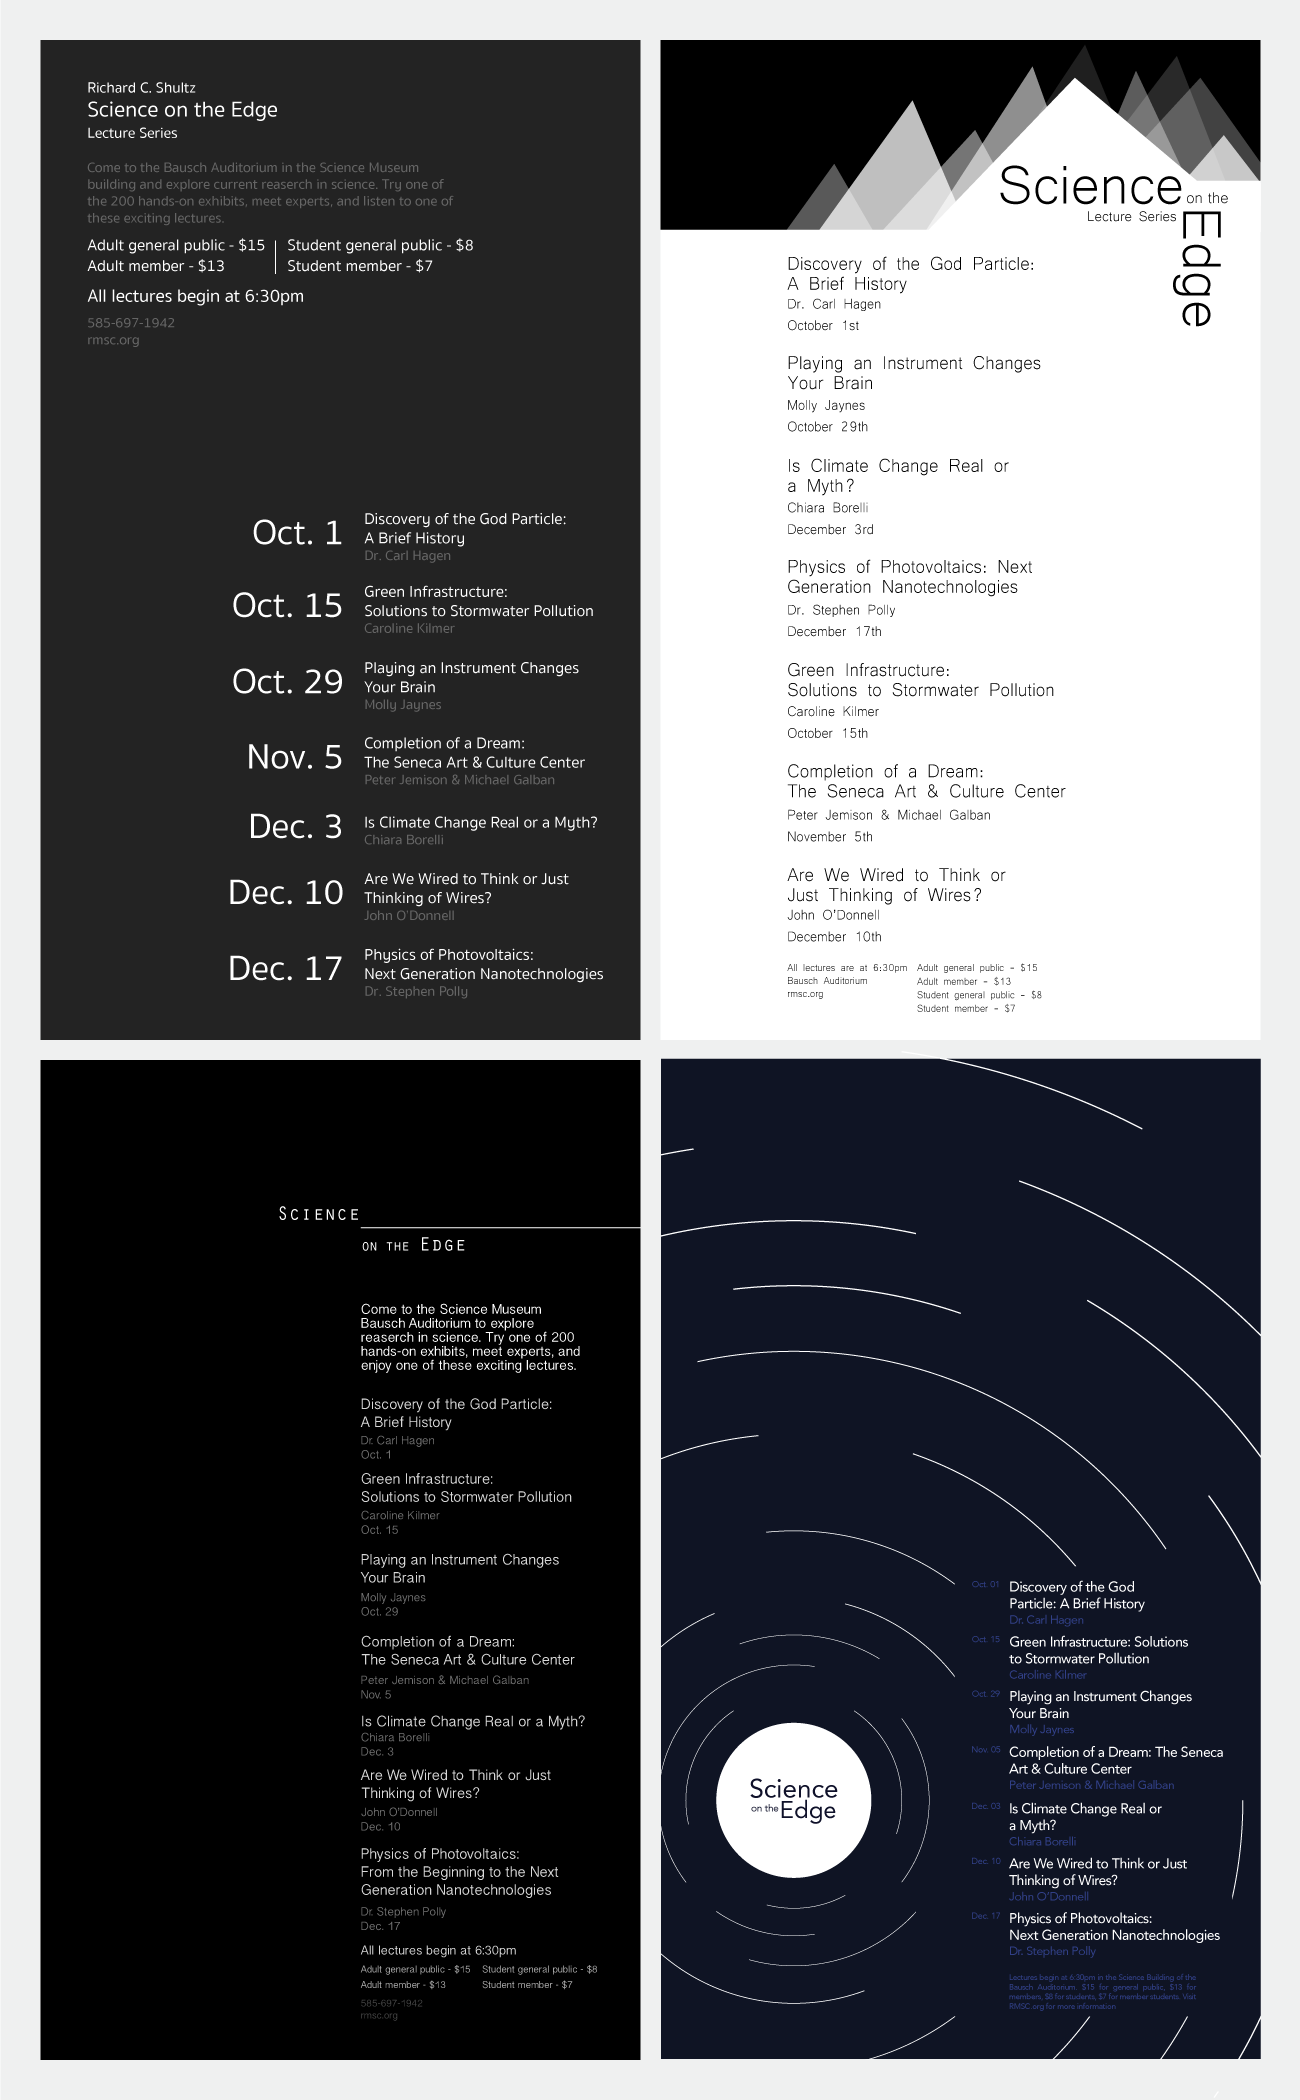 Richard C. Shultz
Science on the Edge
Lecture Series
Come to the Bausch Auditorium in the Science Museum
building and explore current reaserch in science. Try one of
the 200 hands-on exhibits, meet experts, and listen to one of
these exciting lectures.
Adult general public - $15 | Student general public - $8
Adult member - $13 | Student member - $7
All lectures begin at 6:30pm
585-697-1942
rmsc.org
Oct. 1
Discovery of the God Particle:
A Brief History
Dr. Carl Hagen
Oct. 15
Green Infrastructure:
Solutions to Stormwater Pollution
Caroline Kilmer
Oct. 29
Playing an Instrument Changes
Your Brain
Molly Jaynes
Nov. 5
Completion of a Dream:
The Seneca Art & Culture Center
Peter Jemison & Michael Galban
Dec. 3
Is Climate Change Real or a Myth?
Chiara Borelli
Dec. 10
Are We Wired to Think or Just
Thinking of Wires?
John O'Donnell
Dec. 17
Physics of Photovoltaics:
Next Generation Nanotechnologies
Dr. Stephen Polly
Science on the
Edge
Lecture Series
Discovery of the God Particle:
A Brief History
Dr. Carl Hagen
October 1st
Playing an Instrument Changes
Your Brain
Molly Jaynes
October 29th
Is Climate Change Real or
a Myth?
Chiara Borelli
December 3rd
Physics of Photovoltaics: Next
Generation Nanotechnologies
Dr. Stephen Polly
December 17th
Green Infrastructure:
Solutions to Stormwater Pollution
Caroline Kilmer
October 15th
Completion of a Dream:
The Seneca Art & Culture Center
Peter Jemison & Michael Galban
November 5th
Are We Wired to Think or
Just Thinking of Wires?
John O'Donnell
December 10th
All lectures are at 6:30pm
Bausch Auditorium
rmsc.org
Adult general public - $15
Adult member - $13
Student general public - $8
Student member - $7
Science
on the Edge
Come to the Science Museum
Bausch Auditorium to explore
reaserch in science. Try one of 200
hands-on exhibits, meet experts, and
enjoy one of these exciting lectures.
Discovery of the God Particle:
A Brief History
Dr. Carl Hagen
Oct. 1
Green Infrastructure:
Solutions to Stormwater Pollution
Caroline Kilmer
Oct. 15
Playing an Instrument Changes
Your Brain
Molly Jaynes
Oct. 29
Completion of a Dream:
The Seneca Art & Culture Center
Peter Jemison & Michael Galban
Nov. 5
Is Climate Change Real or a Myth?
Chiara Borelli
Dec. 3
Are We Wired to Think or Just
Thinking of Wires?
John O'Donnell
Dec. 10
Physics of Photovoltaics:
From the Beginning to the Next
Generation Nanotechnologies
Dr. Stephen Polly
Dec. 17
All lectures begin at 6:30pm
Adult general public - $15 Student general public - $8
Adult member - $13 Student member - $7
585-697-1942
rmsc.org
Science
on the Edge
Oct. 01 Discovery of the God
Particle: A Brief History
Dr. Carl Hagen
Oct. 15 Green Infrastructure: Solutions
to Stormwater Pollution
Caroline Kilmer
Oct. 29 Playing an Instrument Changes
Your Brain
Molly Jaynes
Nov. 05 Completion of a Dream: The Seneca
Art & Culture Center
Peter Jemison & Michael Galban
Dec. 03 Is Climate Change Real or
a Myth?
Chiara Borelli
Dec. 10 Are We Wired to Think or Just
Thinking of Wires?
John O'Donnell
Dec. 17 Physics of Photovoltaics:
Next Generation Nanotechnologies
Dr. Stephen Polly
Lectures begin at 6:30pm in the Science Building of the
Bausch Auditorium. $15 for general public, $13 for
members, $8 for students, $7 for member students. Visit
RMSC.org for more information